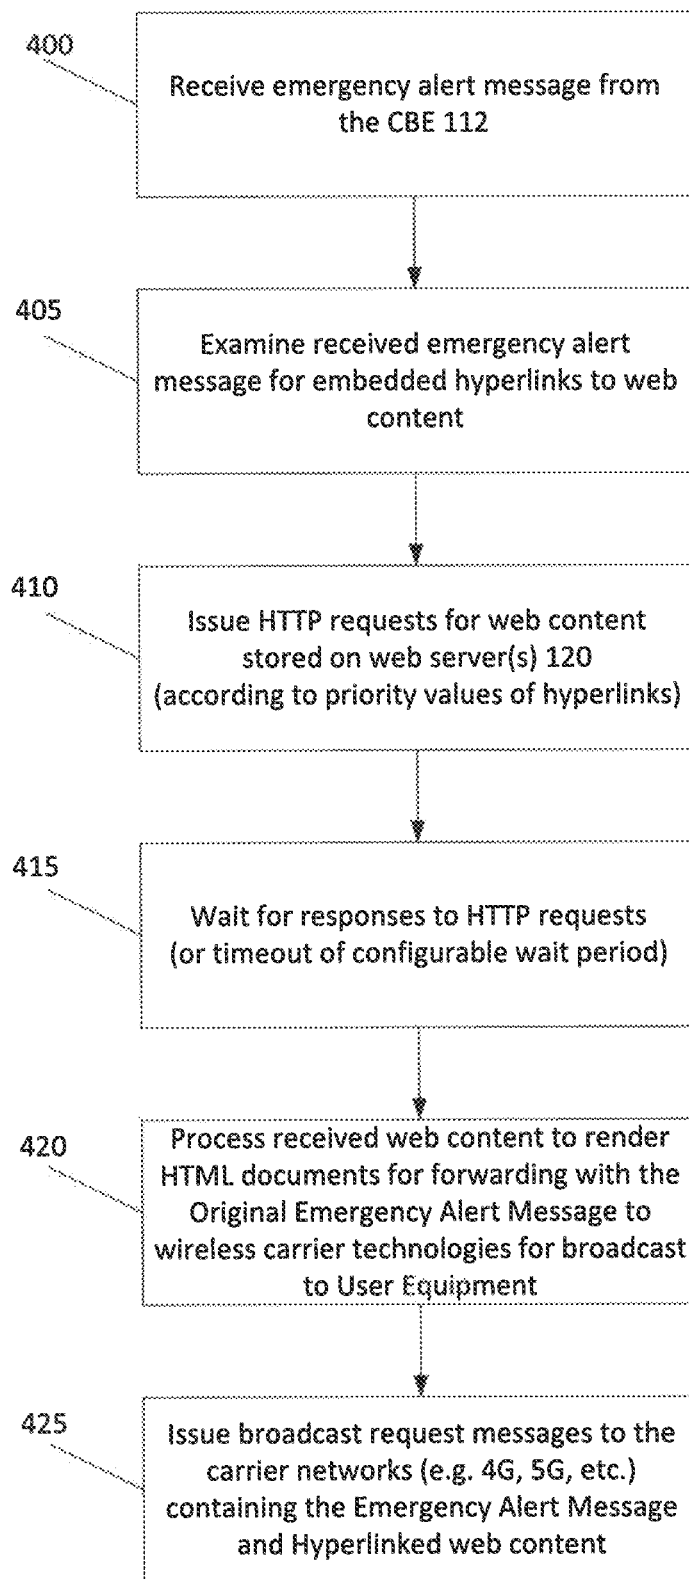 400
Receive emergency alert message from
the CBE 112
405
Examine received emergency alert
message for embedded hyperlinks to web
content
410
Issue HTTP requests for web content
stored on web server(s) 120
(according to priority values of hyperlinks)
415
Wait for responses to HTTP requests
(or timeout of configurable wait period)
420
Process received web content to render
HTML documents for forwarding with the
Original Emergency Alert Message to
wireless carrier technologies for broadcast
to User Equipment
425
Issue broadcast request messages to the
carrier networks (e.g. 4G, 5G, etc.)
containing the Emergency Alert Message
and Hyperlinked web content